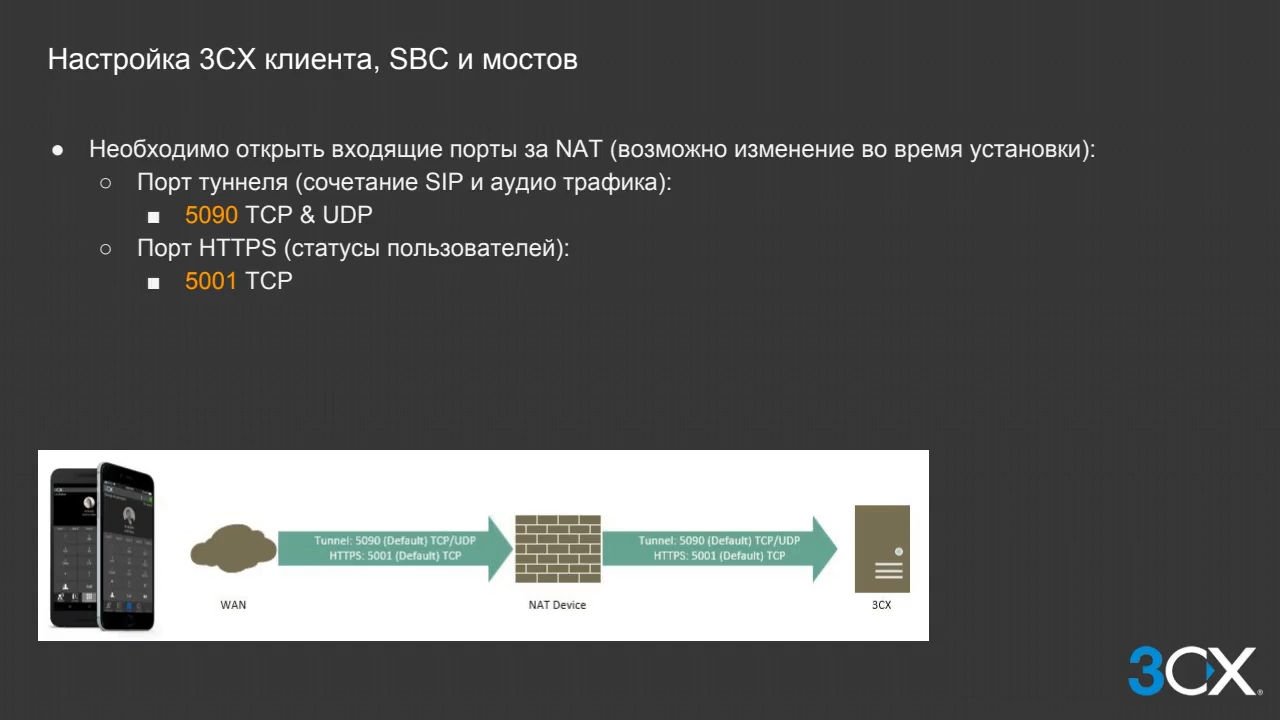 Настройка 3CX клиента, SBC и мостов
● Необходимо открыть входящие порты за NAT (возможно изменение во время установки):
○ Порт туннеля (сочетание SIP и аудио трафика):
■ 5090 TCP & UDP
○ Порт HTTPS (статусы пользователей):
■ 5001 TCP
Tunnel: 5090 (Default) TCP/UDP
HTTPS: 5001 (Default) TCP
Tunnel: 5090 (Default) TCP/UDP
HTTPS: 5001 (Default) TCP
WAN
NAT Device
3CX
3CX®